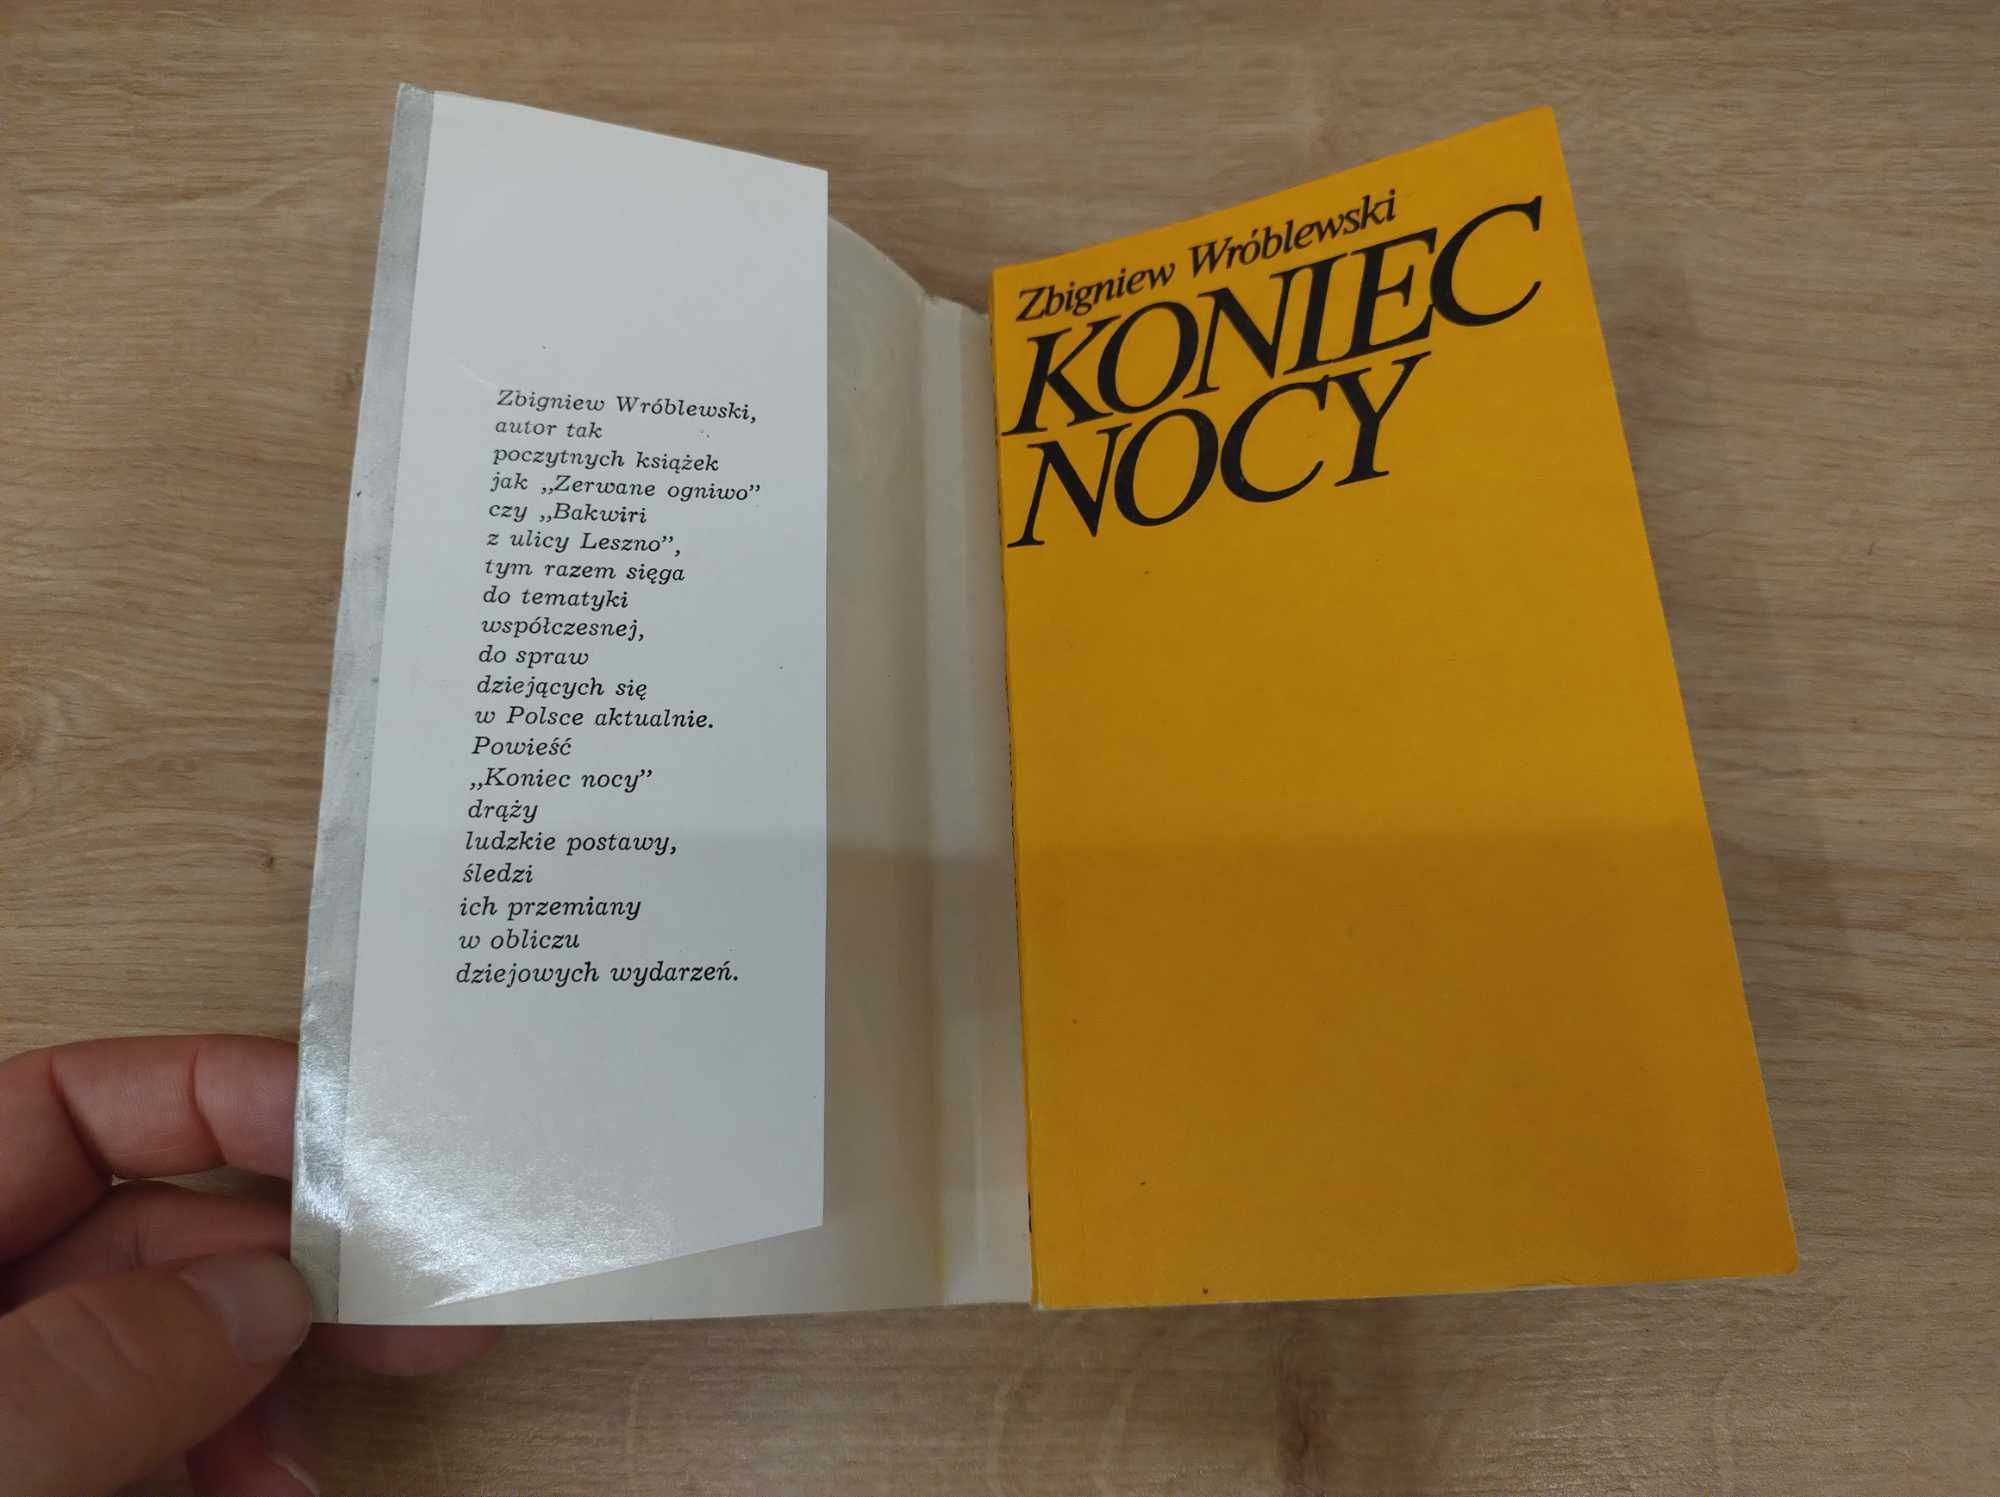 Zbigniew Wróblewski,
autor tak
poczytnych książek
jak „Zerwane ogniwo”
czy „Bakwiri
z ulicy Leszno”,
tym razem sięga
do tematyki
współczesnej,
do spraw
dziejących się
w Polsce aktualnie.
Powieść
„Koniec nocy”
drąży
ludzkie postawy,
śledzi
ich przemiany
w obliczu
dziejowych wydarzeń.
Zbigniew Wróblewski
KONIEC
NOCY